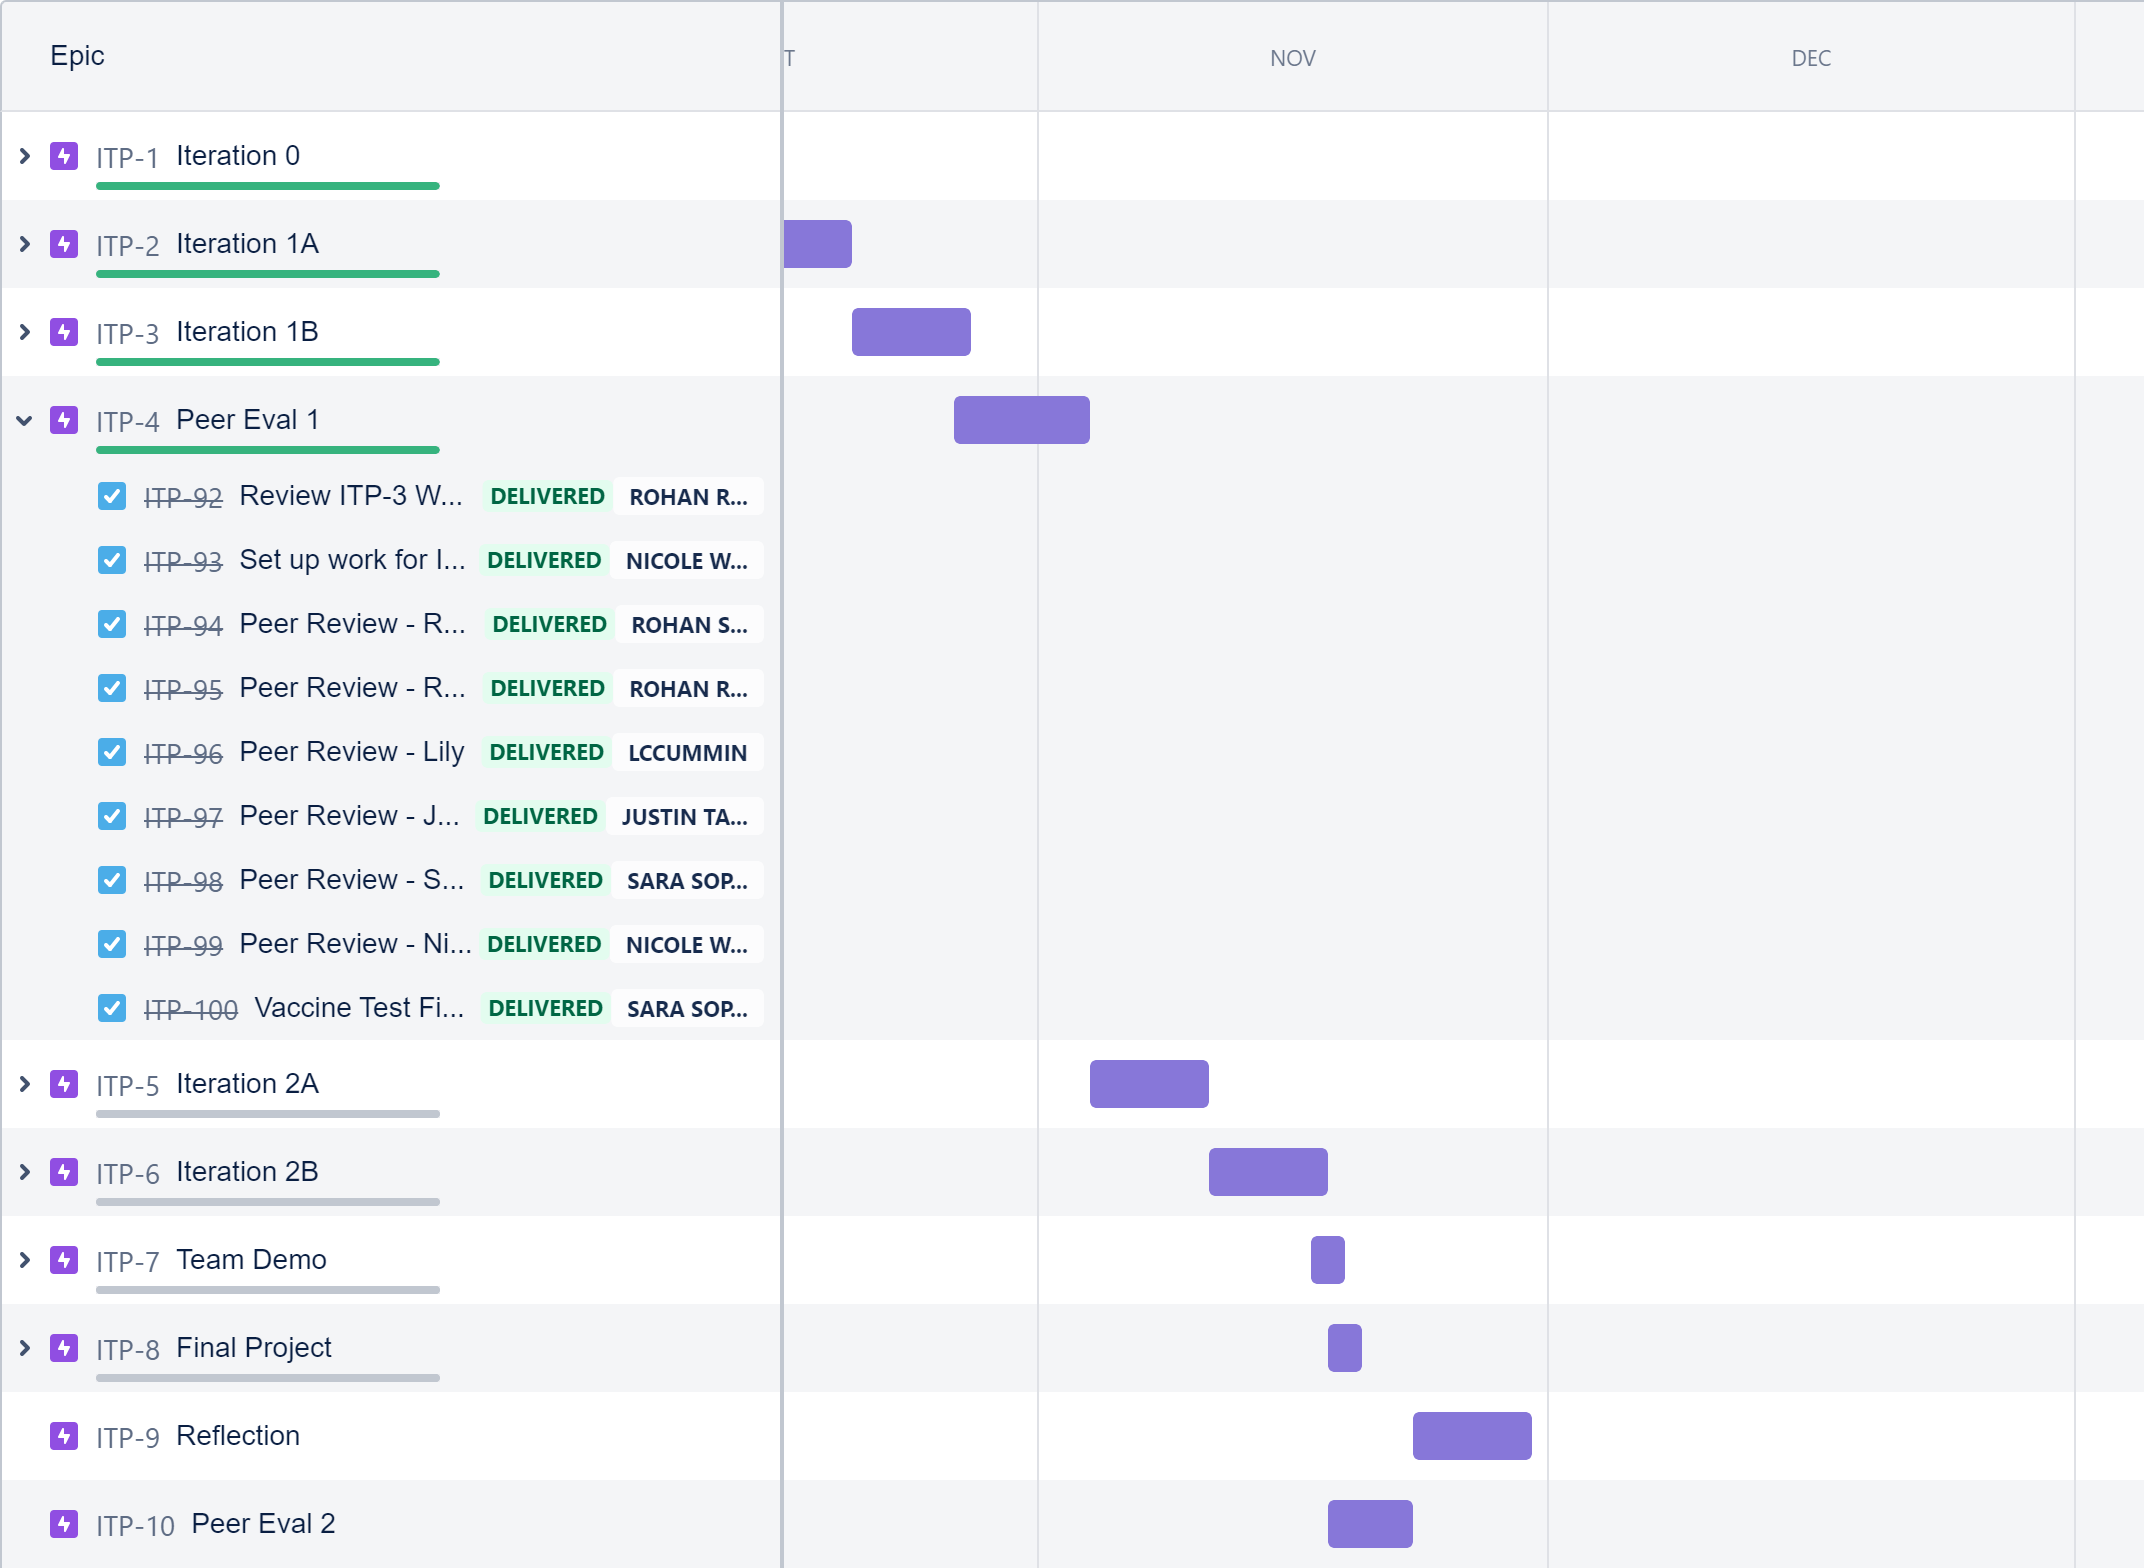 Epic
T
NOV
DEC
ITP-1 Iteration 0
ITP-2 Iteration 1A
ITP-3 Iteration 1B
ITP-4 Peer Eval 1
ITP-92 Review ITP-3 W... DELIVERED ROHAN R...
ITP-93 Set up work for I... DELIVERED NICOLE W...
ITP-94 Peer Review - R... DELIVERED ROHAN S...
ITP-95 Peer Review - R... DELIVERED ROHAN R...
ITP-96 Peer Review - Lily DELIVERED LCCUMMIN
ITP-97 Peer Review - J... DELIVERED JUSTIN TA...
ITP-98 Peer Review - S... DELIVERED SARA SOP...
ITP-99 Peer Review - Ni... DELIVERED NICOLE W...
ITP-100 Vaccine Test Fi... DELIVERED SARA SOP...
ITP-5 Iteration 2A
ITP-6 Iteration 2B
ITP-7 Team Demo
ITP-8 Final Project
ITP-9 Reflection
ITP-10 Peer Eval 2